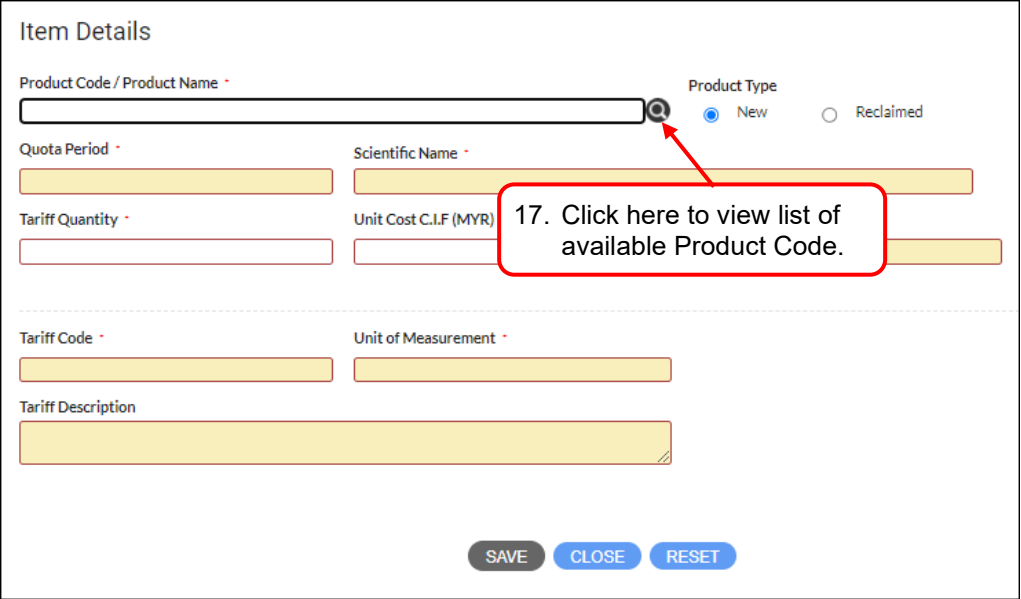 Item Details
Product Code / Product Name *
Product Type
New
Reclaimed
Quota Period *
Scientific Name *
17. Click here to view list of
available Product Code.
Tariff Quantity *
Unit Cost C.I.F (MYR)
Tariff Code *
Unit of Measurement *
Tariff Description
SAVE
CLOSE
RESET